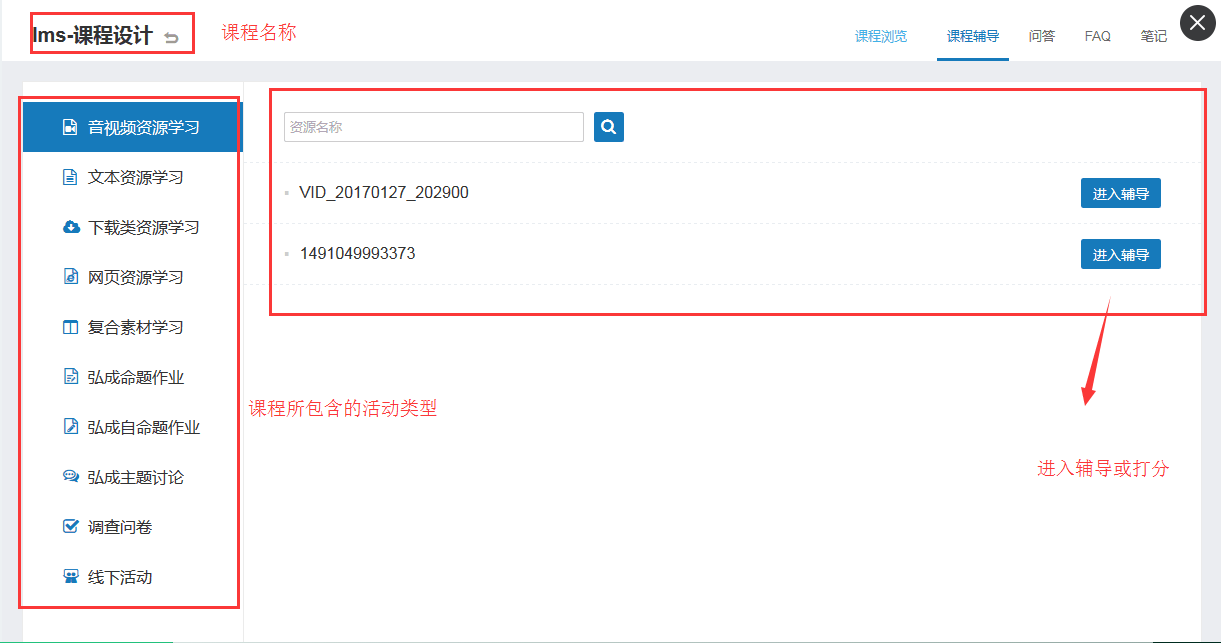 lms-课程设计
课程名称
课程浏览
课程辅导
问答
FAQ
笔记
音视频资源学习
文本资源学习
下载类资源学习
网页资源学习
复合素材学习
弘成命题作业
弘成自命题作业
弘成主题讨论
调查问卷
线下活动
资源名称
VID_20170127_202900
进入辅导
1491049993373
进入辅导
课程所包含的活动类型
进入辅导或打分